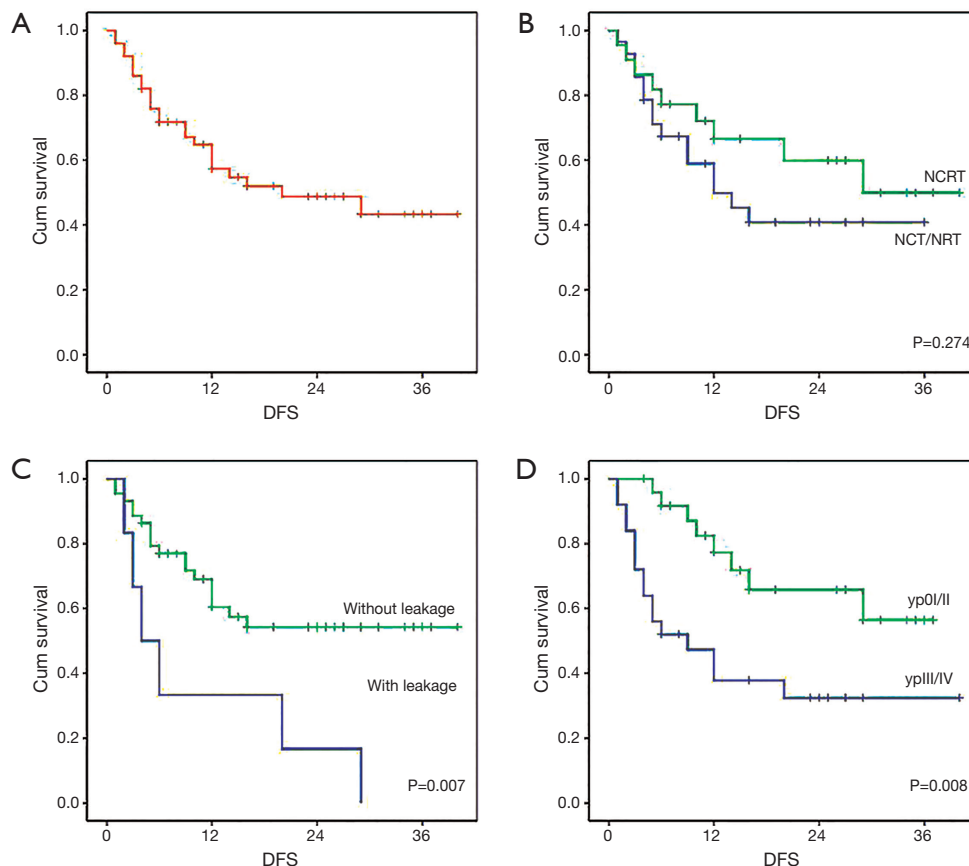 A
Cum survival
1.0
0.8
0.6
0.4
0.2
0.0
0 12 24 36
DFS
B
Cum survival
1.0
0.8
0.6
0.4
0.2
0.0
NCRT
NCT/NRT
P=0.274
0 12 24 36
DFS
C
Cum survival
1.0
0.8
0.6
0.4
0.2
0.0
Without leakage
With leakage
P=0.007
0 12 24 36
DFS
D
Cum survival
1.0
0.8
0.6
0.4
0.2
0.0
yp0I/II
ypIII/IV
P=0.008
0 12 24 36
DFS